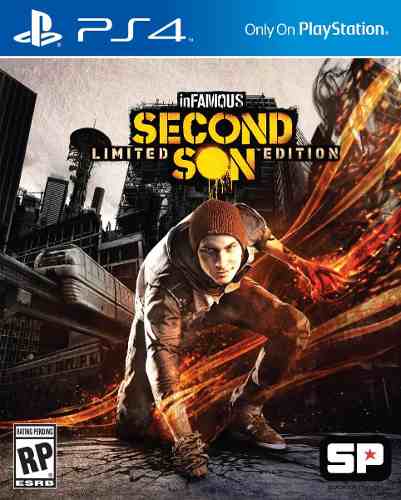 PS4
Only On PlayStation®
inFAMOUS
SECOND
LIMITED SON EDITION
RATING PENDING
RP
ESRB
SP